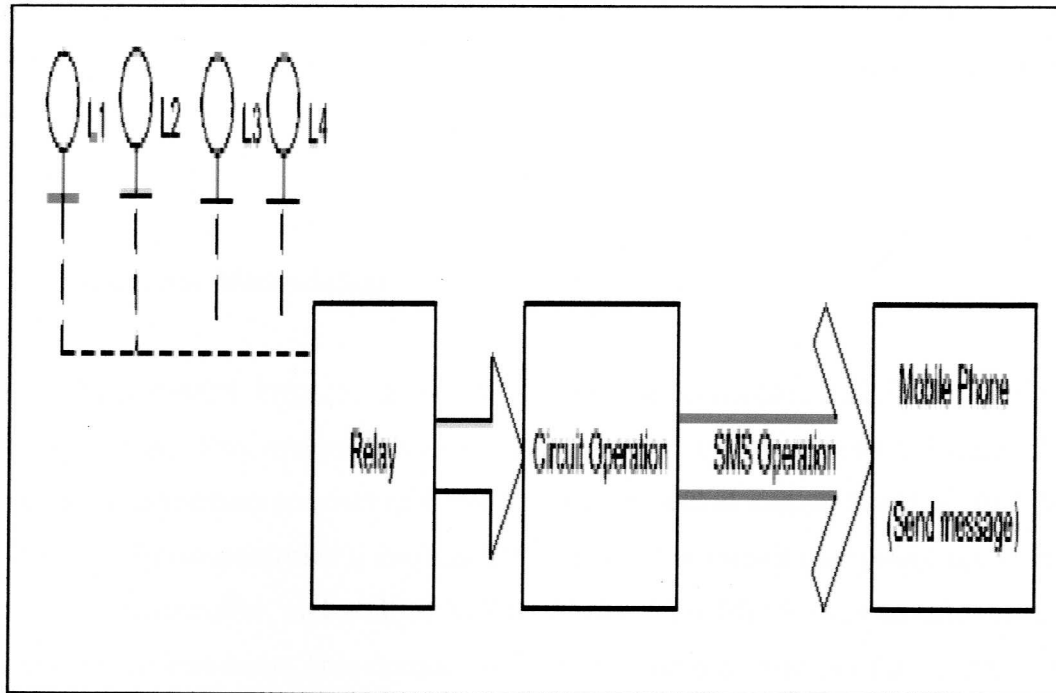 L1
L2
L3
L4
Relay
Circuit Operation
SMS Operation
Mobile Phone
(Send message)